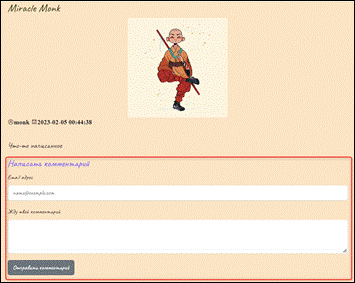 Miracle Monk
monk 2023-02-05 00:44:38
Что-то написанное
Написать комментарий
Email адрес
name@example.com
Жду твой комментарий
Отправить комментарий